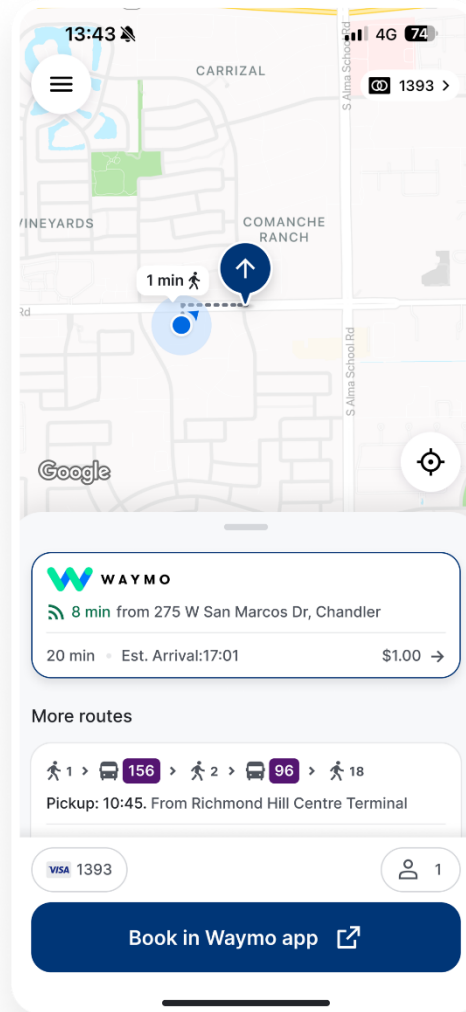 13:43
4G 74
CARRIZAL
S Alma School Rd
1393
VINEYARDS
COMANCHE
RANCH
1 min
Rd
S Alma School Rd
Google
WAYMO
8 min from 275 W San Marcos Dr, Chandler
20 min • Est. Arrival:17:01 $1.00 →
More routes
1 > 156 > 2 > 96 > 18
Pickup: 10:45. From Richmond Hill Centre Terminal
VISA 1393
1
Book in Waymo app